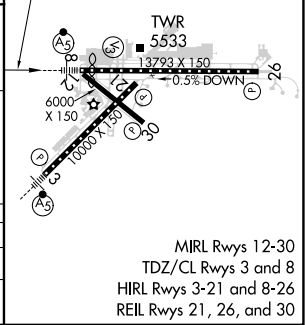 TWR
5533
A5
V3
8
12
13793 X 150
0.5% DOWN
P
21
P
6000
X 150
P
30
P
10000 X 150
3
A5
MIRL Rwys 12-30
TDZ/CL Rwys 3 and 8
HIRL Rwys 3-21 and 8-26
REIL Rwys 21, 26, and 30